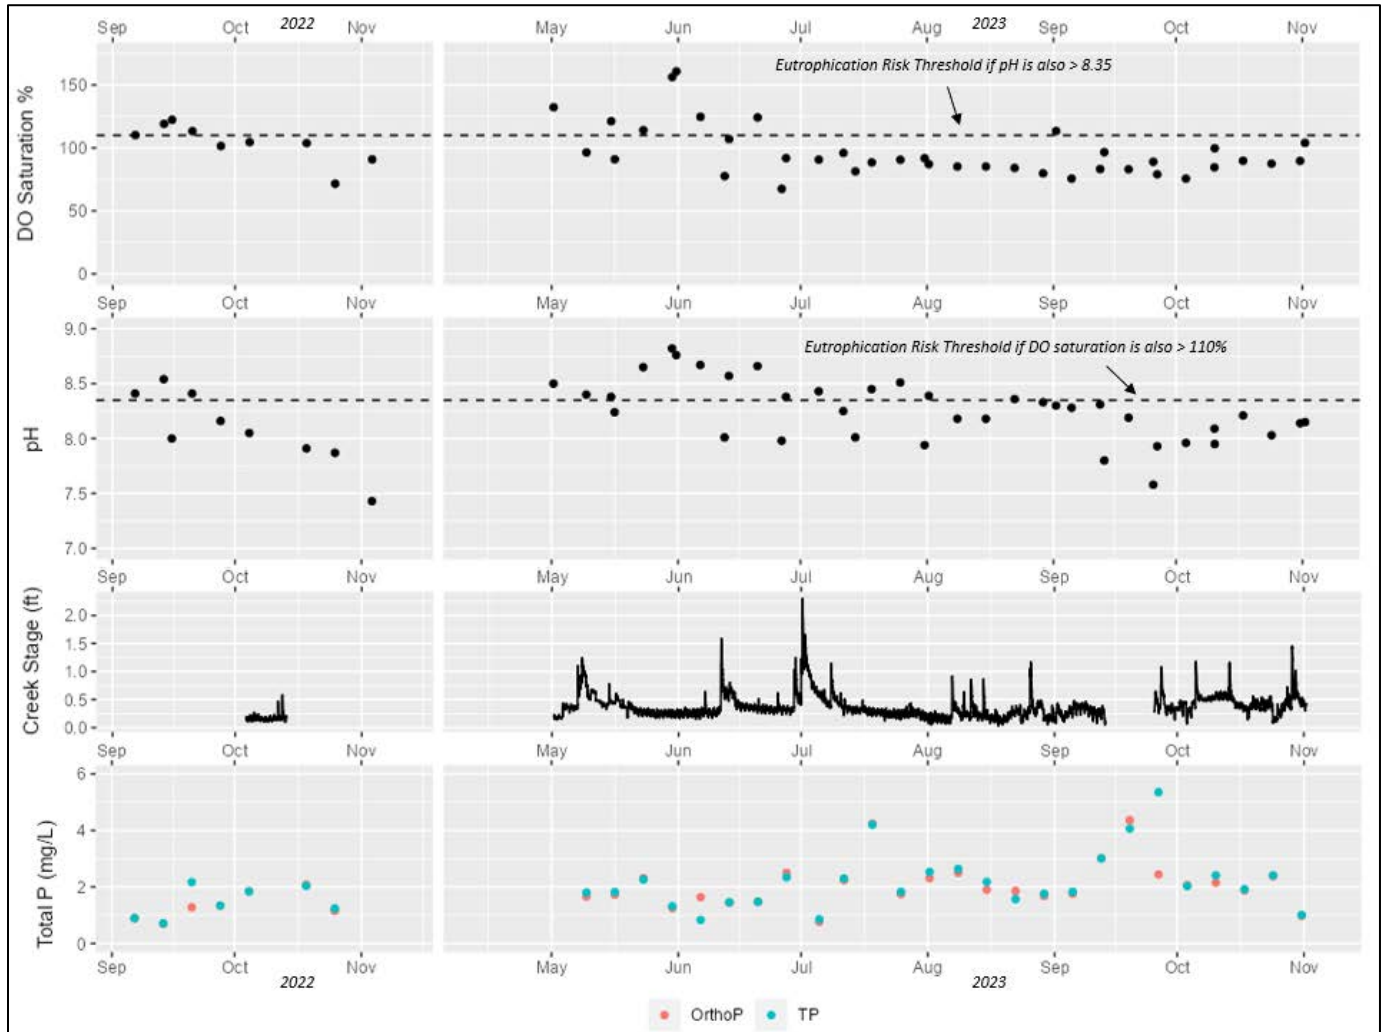 Sep Oct 2022 Nov May Jun Jul Aug 2023 Sep Oct Nov
Eutrophication Risk Threshold if pH is also > 8.35
DO Saturation %
150
100
50
0
Sep Oct Nov May Jun Jul Aug Sep Oct Nov
Eutrophication Risk Threshold if DO saturation is also > 110%
pH
9.0
8.5
8.0
7.5
7.0
Sep Oct Nov May Jun Jul Aug Sep Oct Nov
Creek Stage (ft)
2.0
1.5
1.0
0.5
0.0
Sep Oct Nov May Jun Jul Aug Sep Oct Nov
Total P (mg/L)
6
4
2
0
Sep Oct Nov May Jun Jul Aug Sep Oct Nov
2022 2023
OrthoP TP